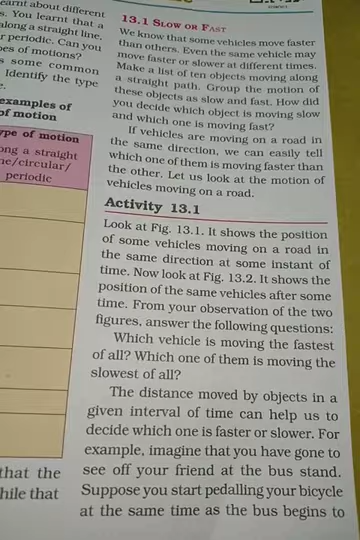 earnt about different
s. You learnt that a
along a straight line,
r periodic. Can you
pes of motions?
s some common
Identify the type
examples of
of motion
ype of motion
ong a straight
ne/circular/
periodic
that the
hile that
13.1 SLOW OR FAST
We know that some vehicles move faster
than others. Even the same vehicle may
move faster or slower at different times.
Make a list of ten objects moving along
a straight path. Group the motion of
these objects as slow and fast. How did
you decide which object is moving slow
and which one is moving fast?
If vehicles are moving on a road in
the same direction, we can easily tell
which one of them is moving faster than
the other. Let us look at the motion of
vehicles moving on a road.
Activity 13.1
Look at Fig. 13.1. It shows the position
of some vehicles moving on a road in
the same direction at some instant of
time. Now look at Fig. 13.2. It shows the
position of the same vehicles after some
time. From your observation of the two
figures, answer the following questions:
Which vehicle is moving the fastest
of all? Which one of them is moving the
slowest of all?
The distance moved by objects in a
given interval of time can help us to
decide which one is faster or slower. For
example, imagine that you have gone to
see off your friend at the bus stand.
Suppose you start pedalling your bicycle
at the same time as the bus begins to